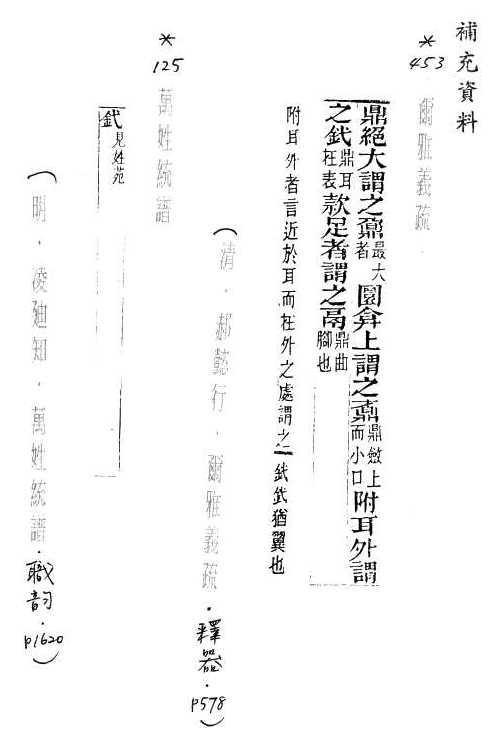 補充資料
*
453
爾雅義疏
鼎絕大謂之鼐最大者圜弇上謂之鼒鼎斂上而小口附耳外謂
之釴鼎耳在表款足者謂之鬲鼎曲腳也
附耳外者言近於耳而在外之處謂之釴釴猶翼也
(清.郝懿行.爾雅義疏.釋器.p578)
*
125
萬姓統譜
釴見姓苑
(明.凌廸知.萬姓統譜.職韵.p1620)